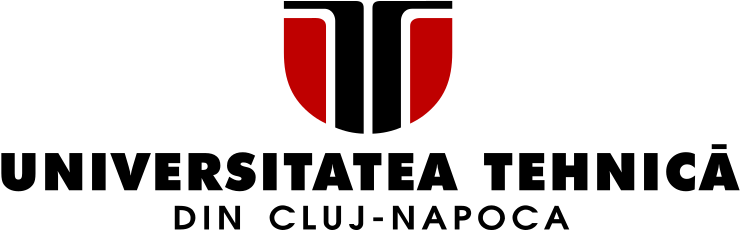 UNIVERSITATEA TEHNICĂ
DIN CLUJ-NAPOCA